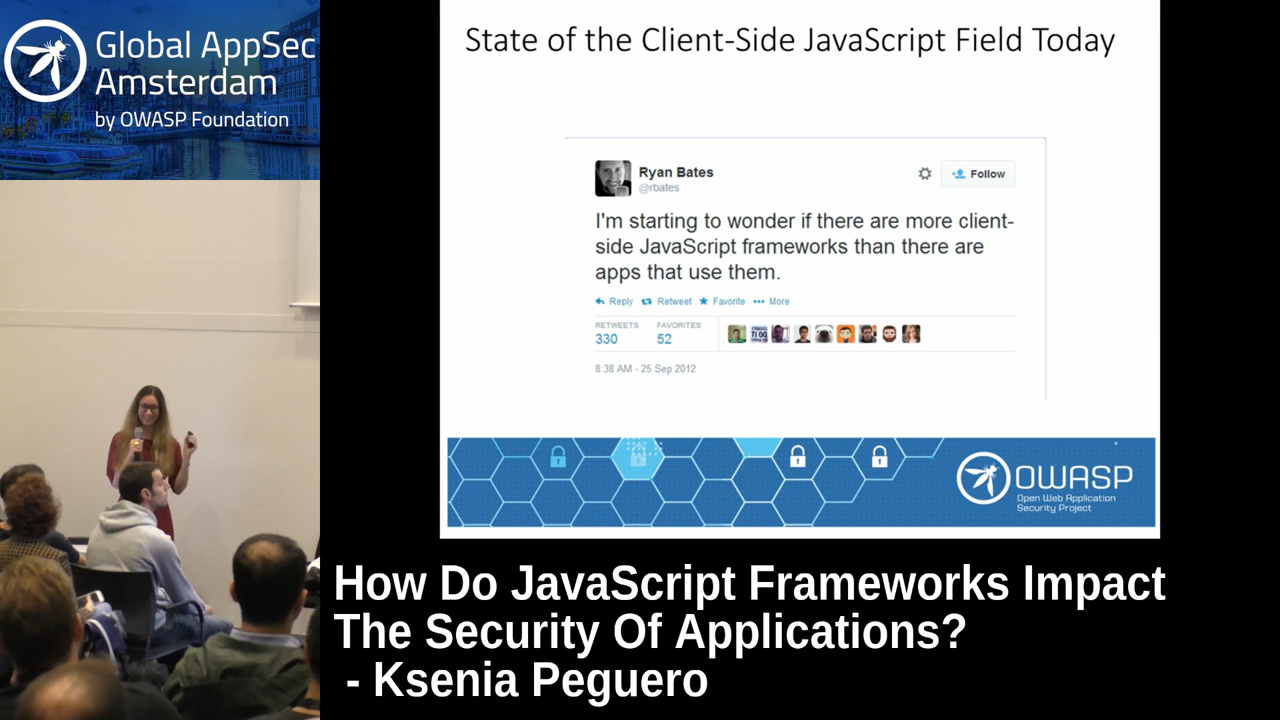 Global AppSec
Amsterdam
by OWASP Foundation
State of the Client-Side JavaScript Field Today
Ryan Bates
@rbates
Follow
I'm starting to wonder if there are more client-
side JavaScript frameworks than there are
apps that use them.
Reply Retweet Favorite More
RETWEETS FAVORITES
330 52
8:38 AM - 25 Sep 2012
OWASP
Open Web Application
Security Project
How Do JavaScript Frameworks Impact
The Security Of Applications?
- Ksenia Peguero